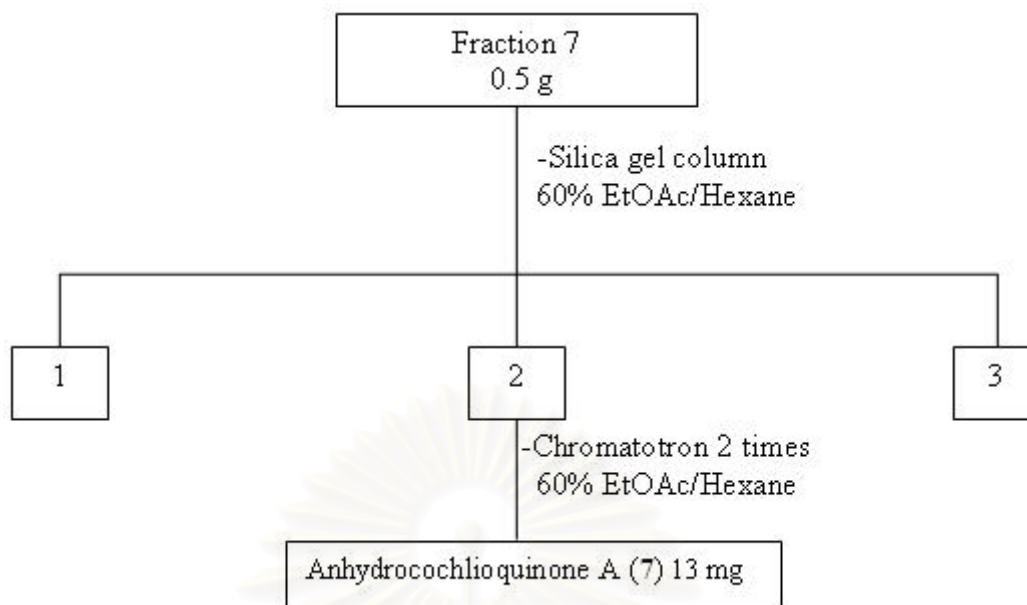 Fraction 7
0.5 g
-Silica gel column
60% EtOAc/Hexane
1
2
3
-Chromatotron 2 times
60% EtOAc/Hexane
Anhydrocochlioquinone A (7) 13 mg